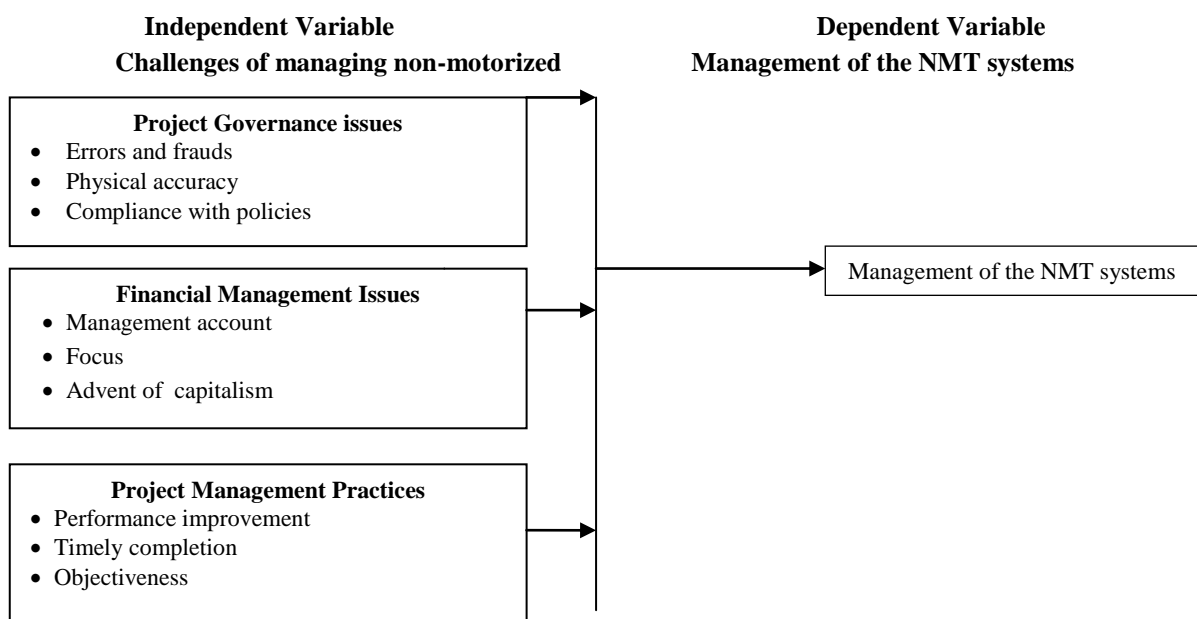 Independent Variable
Challenges of managing non-motorized
Dependent Variable
Management of the NMT systems
Project Governance issues
• Errors and frauds
• Physical accuracy
• Compliance with policies
Financial Management Issues
• Management account
• Focus
• Advent of capitalism
Project Management Practices
• Performance improvement
• Timely completion
• Objectiveness
Management of the NMT systems